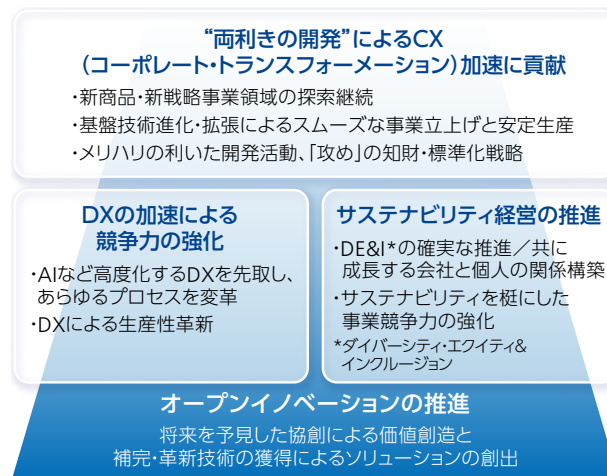 “両利きの開発”によるCX
(コーポレート・トランスフォーメーション)加速に貢献
・新商品・新戦略事業領域の探索継続
・基盤技術進化・拡張によるスムーズな事業立上げと安定生産
・メリハリの利いた開発活動、「攻め」の知財・標準化戦略
DXの加速による
競争力の強化
・AIなど高度化するDXを先取し、
あらゆるプロセスを変革
・DXによる生産性革新
サステナビリティ経営の推進
・DE&I*の確実な推進／共に
成長する会社と個人の関係構築
・サステナビリティを梃にした
事業競争力の強化
*ダイバーシティ・エクイティ&
インクルージョン
オープンイノベーションの推進
将来を予見した協創による価値創造と
補完・革新技術の獲得によるソリューションの創出